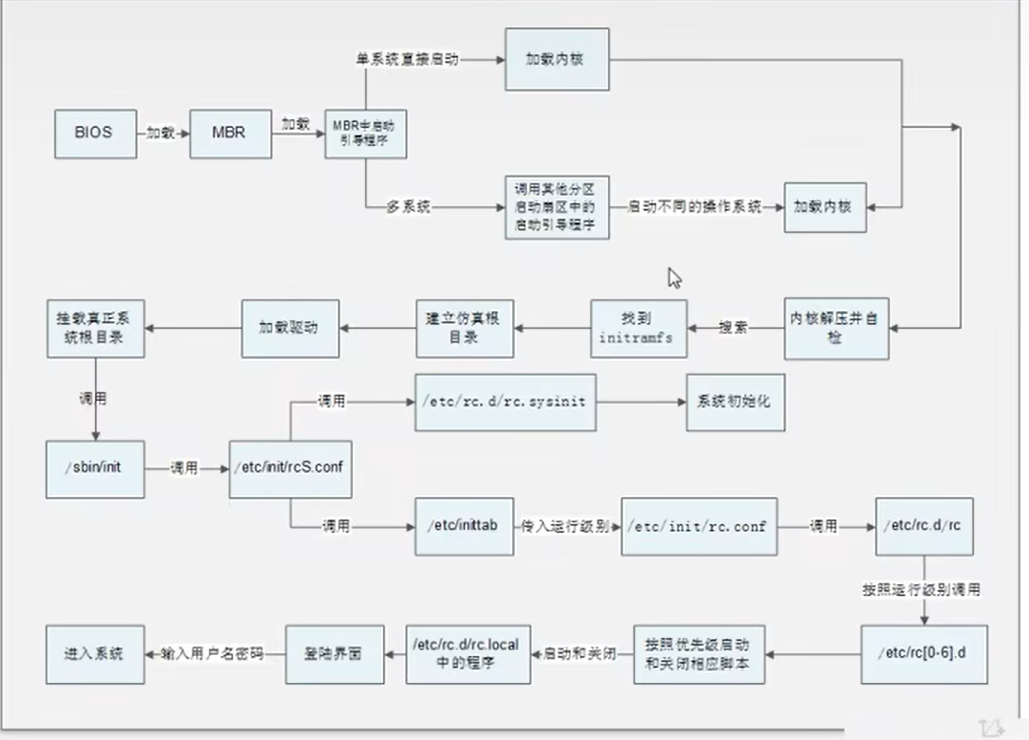 单系统直接启动
加载内核
BIOS
加载
MBR
加载
MBR中启动
引导程序
多系统
调用其他分区
启动扇区中的
启动引导程序
启动不同的操作系统
加载内核
挂载真正系
统根目录
加载驱动
建立仿真根
目录
找到
initramfs
搜索
内核解压并自
检
调用
调用
/etc/rc.d/rc.sysinit
系统初始化
/sbin/init
调用
/etc/init/rcS.conf
调用
/etc/inittab
传入运行级别
/etc/init/rc.conf
调用
/etc/rc.d/rc
按照运行级别调用
进入系统
输入用户名密码
登陆界面
/etc/rc.d/rc.local
中的程序
启动和关闭
按照优先级启动
和关闭相应脚本
/etc/rc[0-6].d